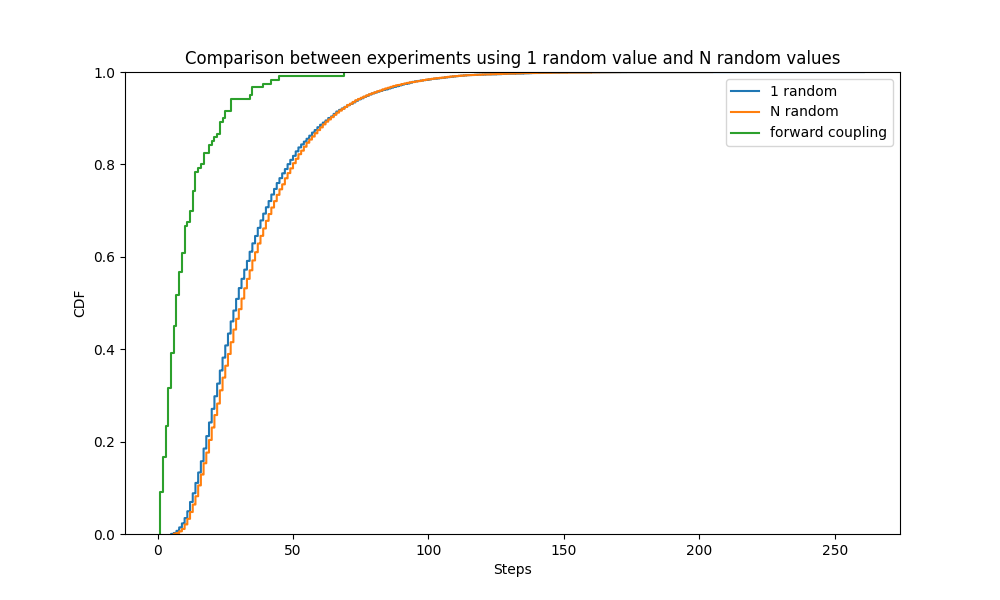 Comparison between experiments using 1 random value and N random values
1.0
0.8
0.6
0.4
0.2
0.0
CDF
0
50
100
150
200
250
Steps
1 random
N random
forward coupling